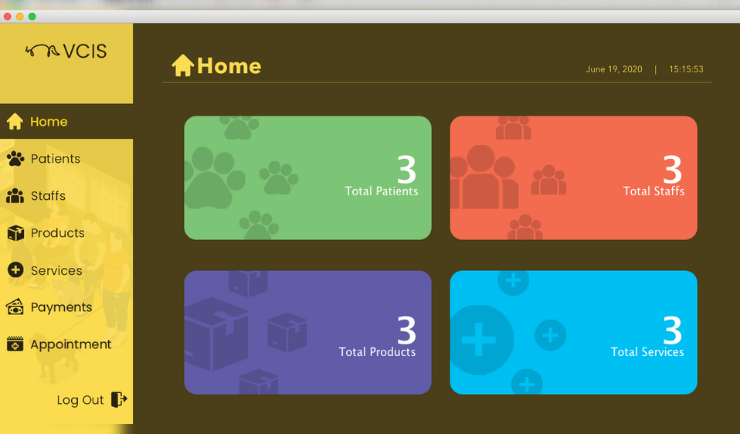 VCIS
Home
Patients
Staffs
Products
Services
Payments
Appointment
Log Out
Home
June 19, 2020 | 15:15:53
3
Total Patients
3
Total Staffs
3
Total Products
3
Total Services